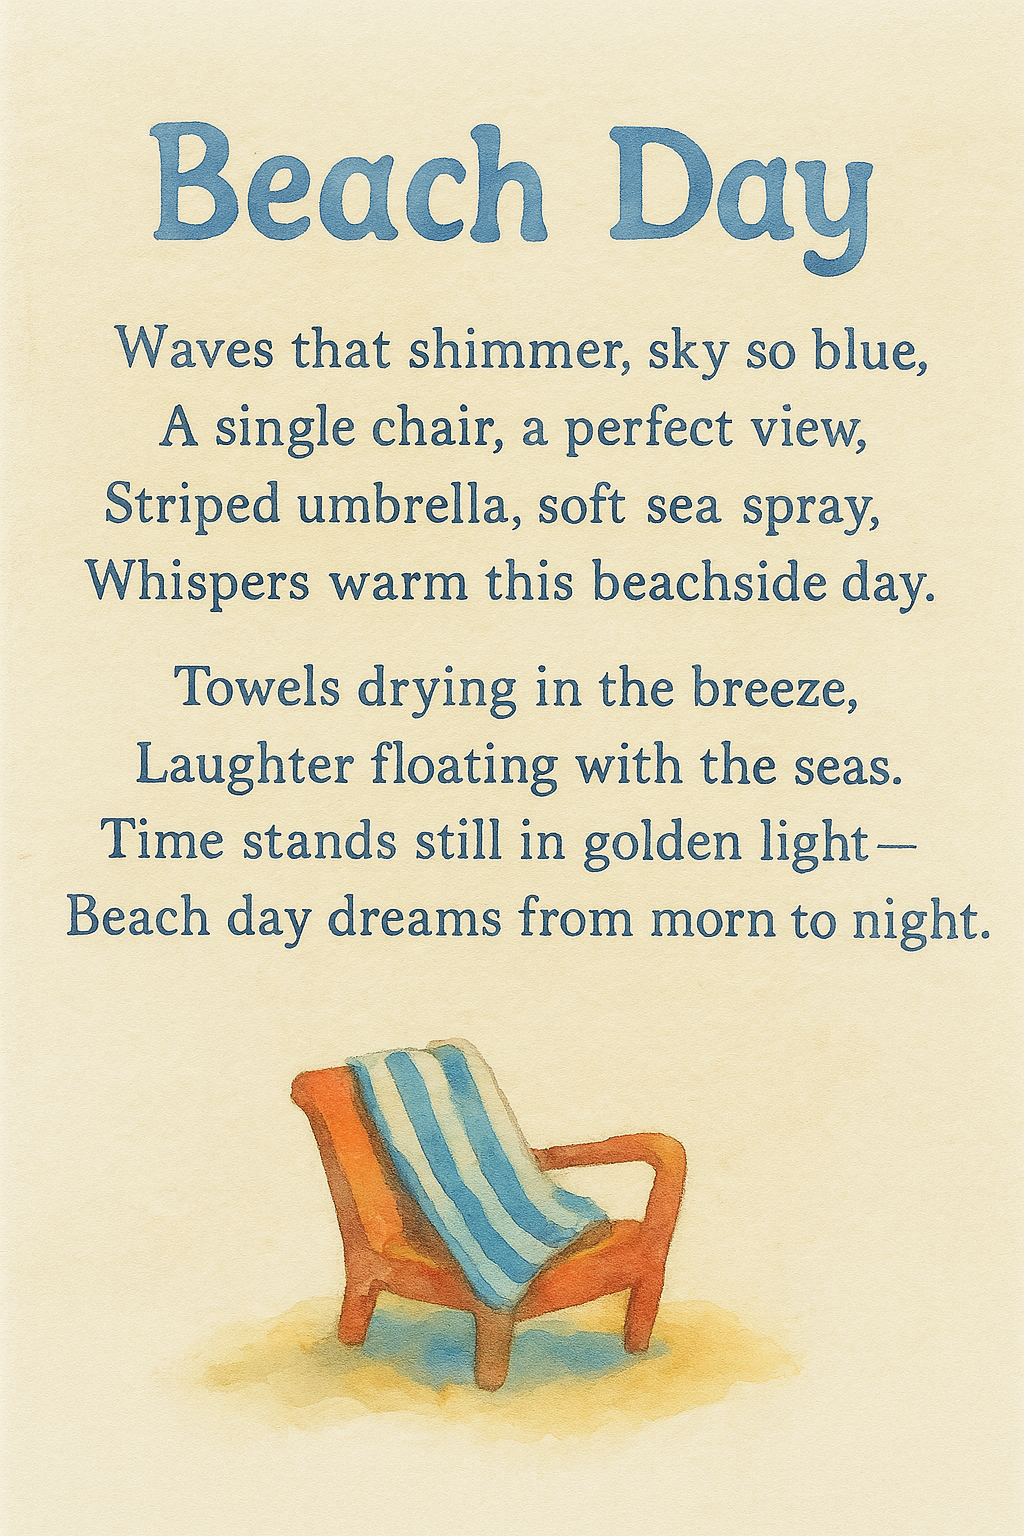 Beach Day
Waves that shimmer, sky so blue,
A single chair, a perfect view,
Striped umbrella, soft sea spray,
Whispers warm this beachside day.
Towels drying in the breeze,
Laughter floating with the seas.
Time stands still in golden light—
Beach day dreams from morn to night.